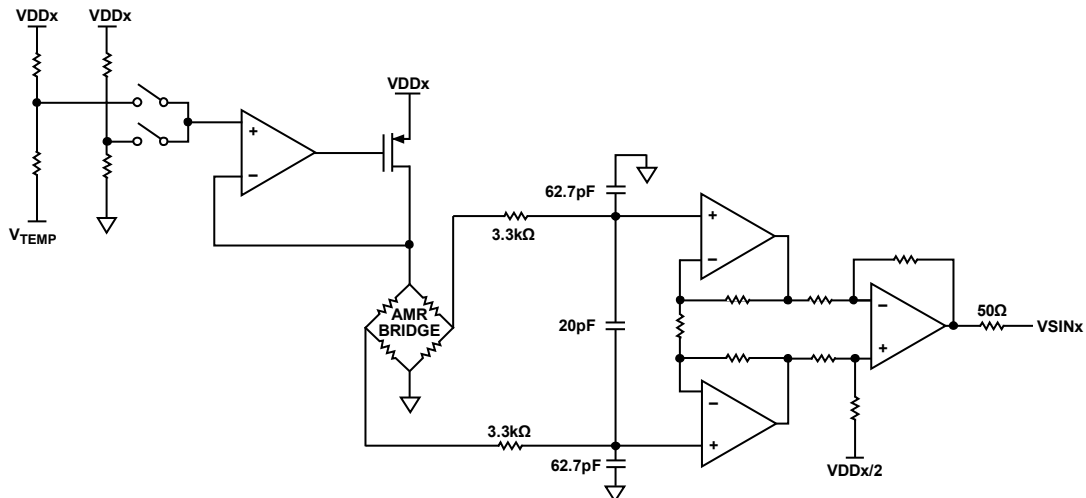 VDDx
VDDx
VDDx
+
−
VTEMP
62.7pF
3.3kΩ
AMR
BRIDGE
20pF
3.3kΩ
62.7pF
+
−
−
+
−
+
50Ω
VSINx
VDDx/2